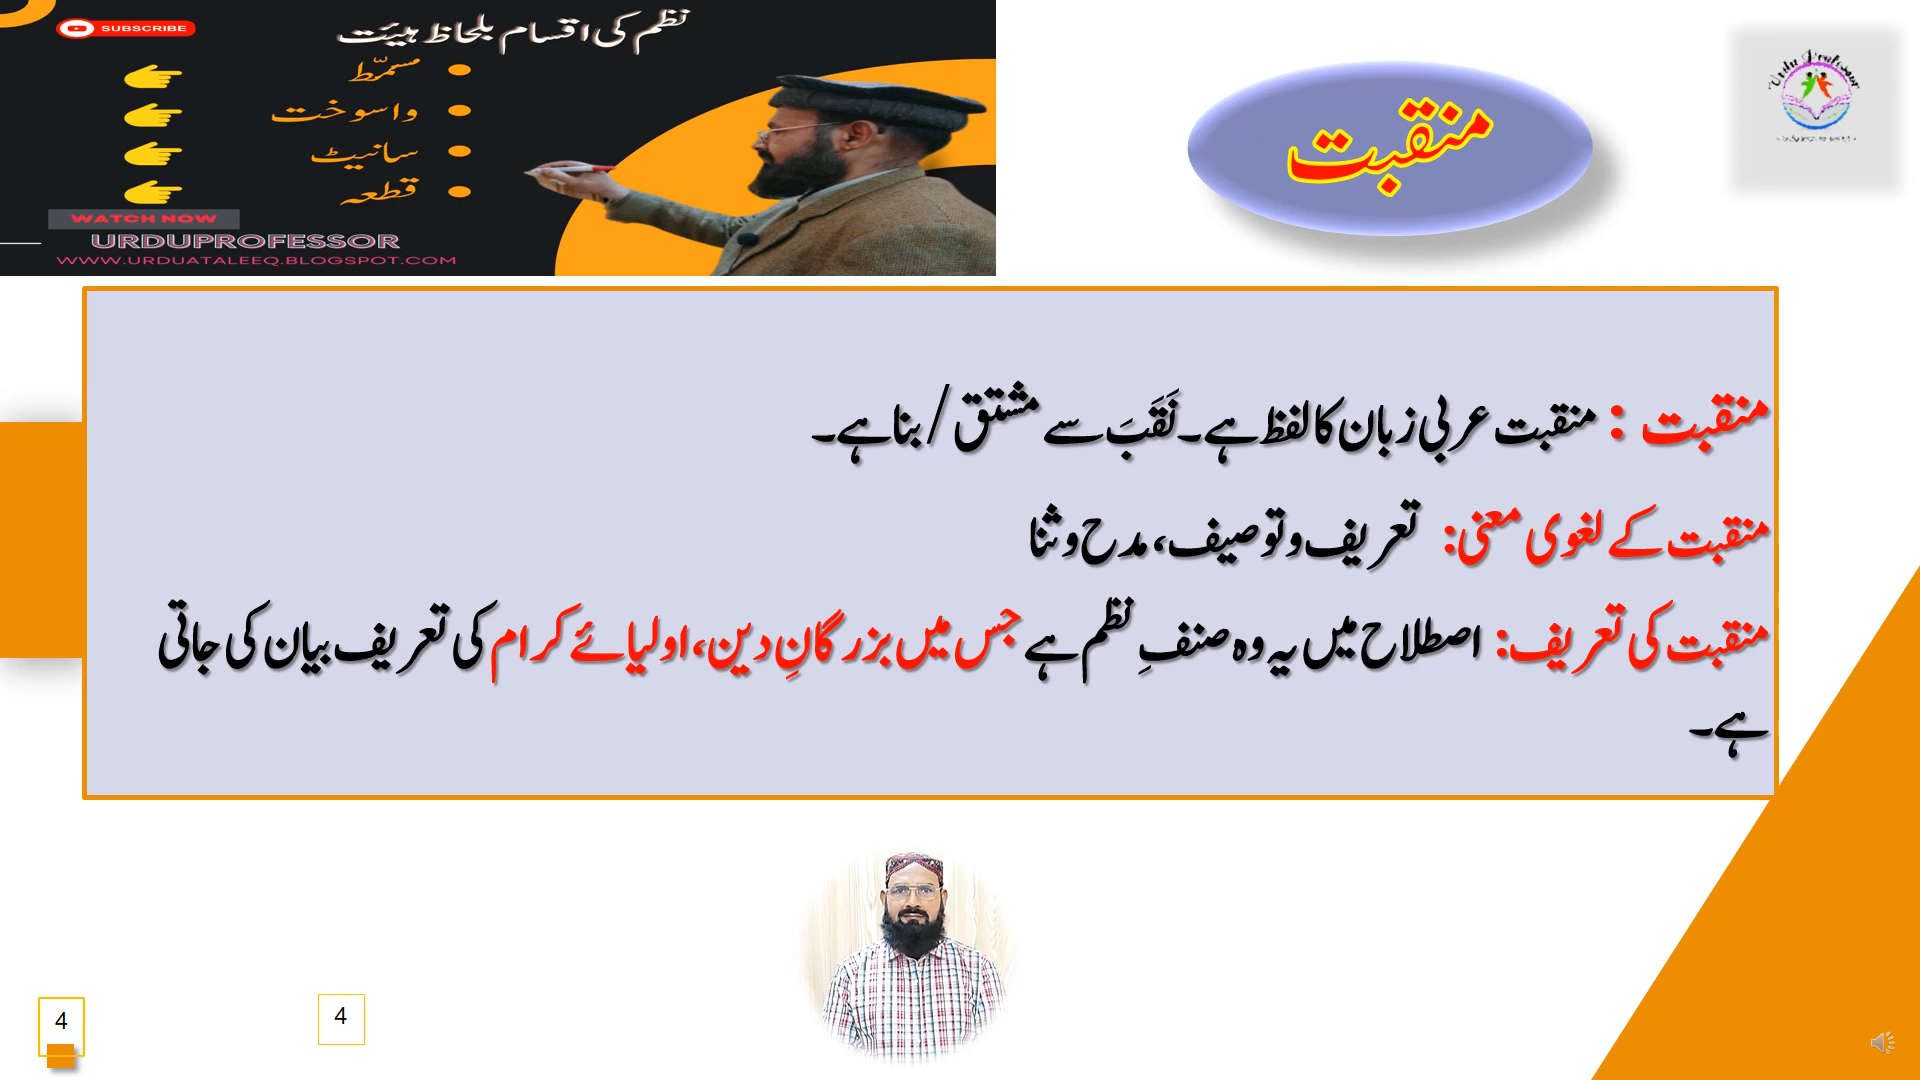 نظم کی اقسام بلحاظ ہیئت
SUBSCRIBE
مسمّط
واسوخت
سانیٹ
قطعہ
WATCH NOW
URDUPROFESSOR
WWW.URDUATALEEQ.BLOGSPOT.COM
منقبت
Urdu Professor
منقبت : منقبت عربی زبان کا لفظ ہے۔ نَقَبَ سے مشتق/ بنا ہے۔
منقبت کے لغوی معنی: تعریف و توصیف، مدح و ثنا
منقبت کی تعریف: اصطلاح میں یہ وہ صنفِ نظم ہے جس میں بزرگانِ دین، اولیائے کرام کی تعریف بیان کی جاتی
ہے۔
4
4